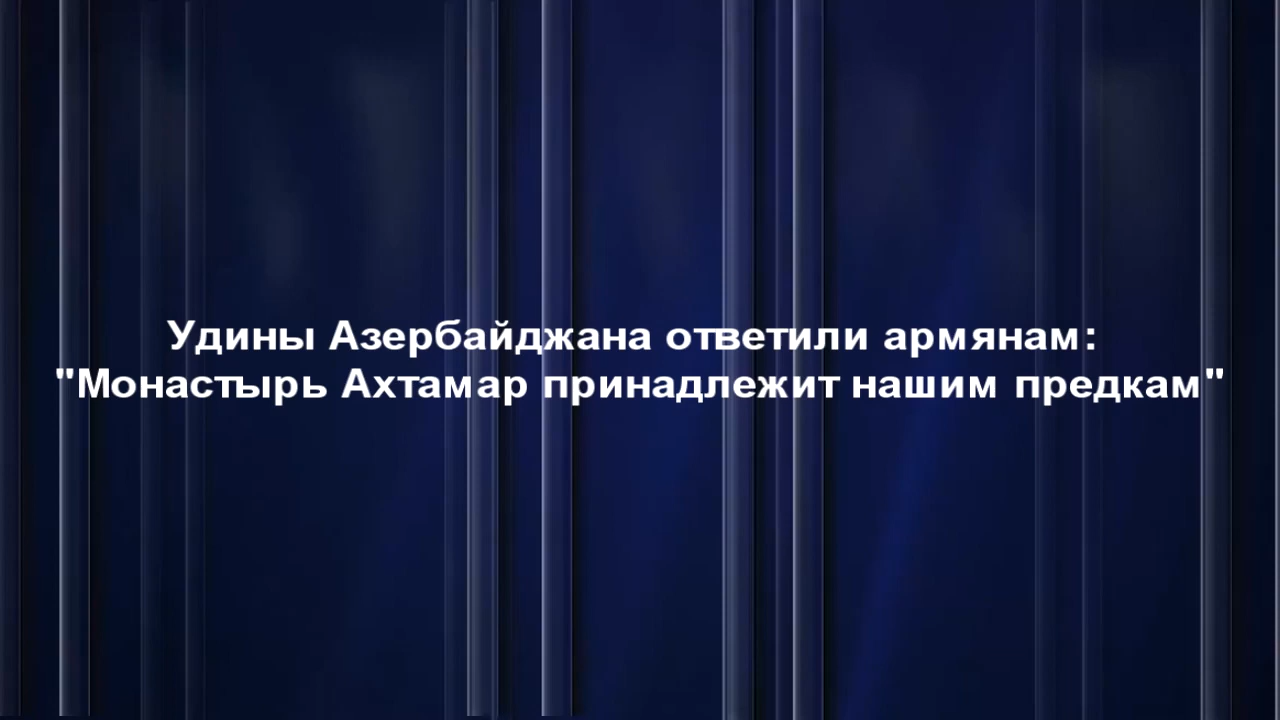 Удины Азербайджана ответили армянам:
"Монастырь Ахтамар принадлежит нашим предкам"